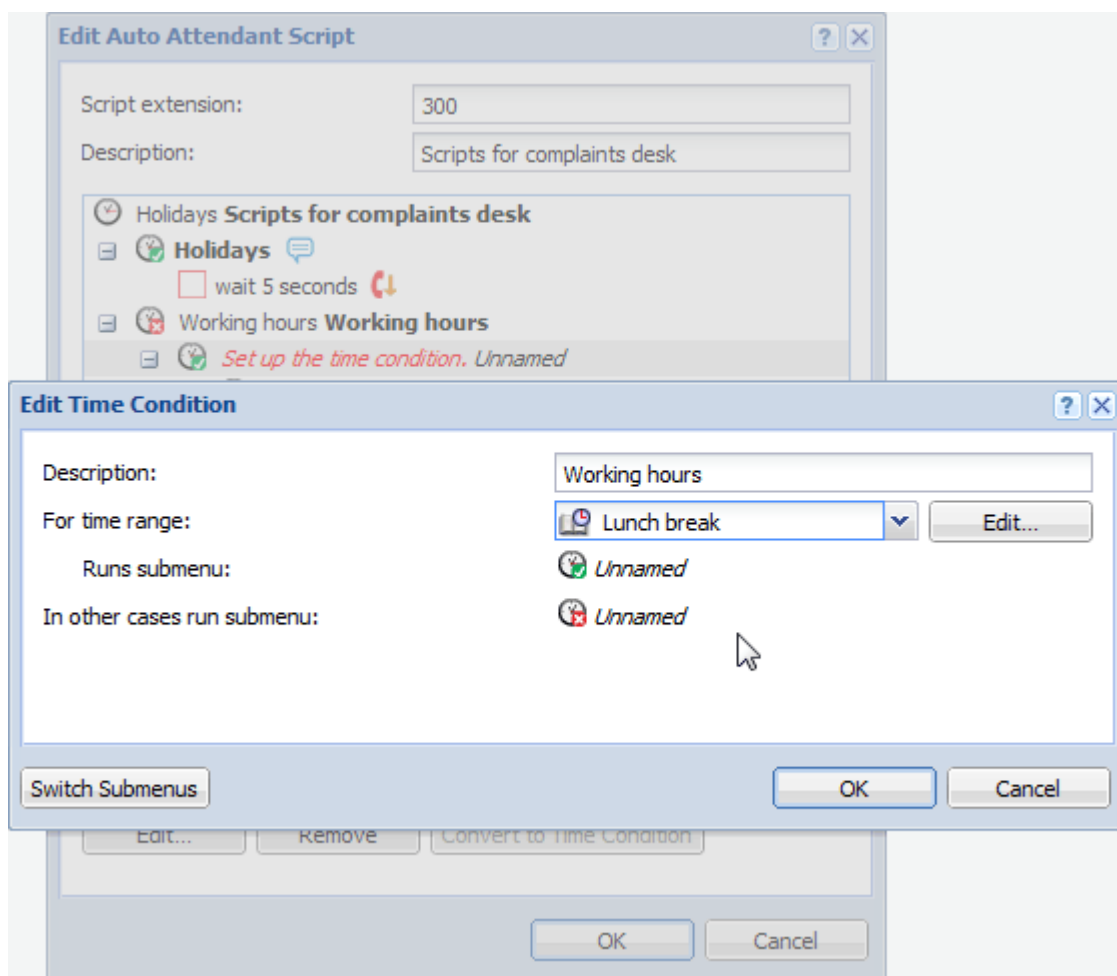 Edit Auto Attendant Script
Script extension: 300
Description: Scripts for complaints desk
Holidays Scripts for complaints desk
Holidays
wait 5 seconds
Working hours Working hours
Set up the time condition. Unnamed
Edit Time Condition
Description: Working hours
For time range: Lunch break Edit...
Runs submenu: Unnamed
In other cases run submenu: Unnamed
Switch Submenus OK Cancel
Edit... Remove Convert to Time Condition
OK Cancel